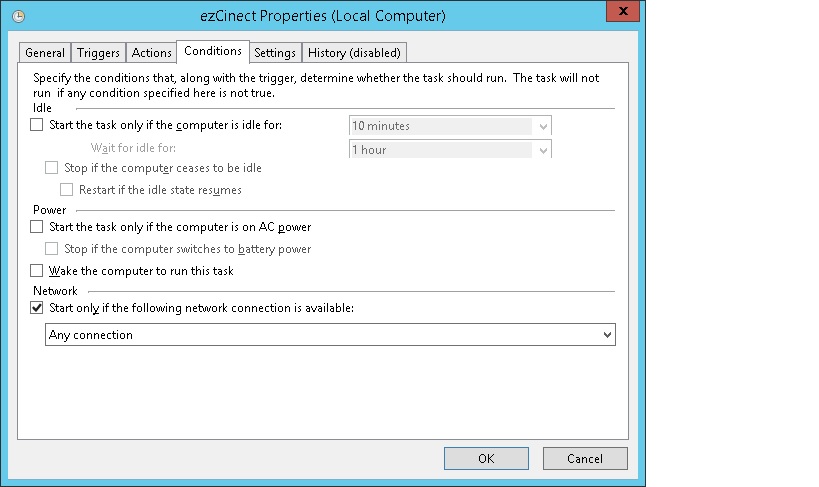 ezCinect Properties (Local Computer)
x
General Triggers Actions Conditions Settings History (disabled)
Specify the conditions that, along with the trigger, determine whether the task should run. The task will not
run if any condition specified here is not true.
Idle
Start the task only if the computer is idle for: 10 minutes
Wait for idle for: 1 hour
Stop if the computer ceases to be idle
Restart if the idle state resumes
Power
Start the task only if the computer is on AC power
Stop if the computer switches to battery power
Wake the computer to run this task
Network
Start only if the following network connection is available:
Any connection
OK Cancel